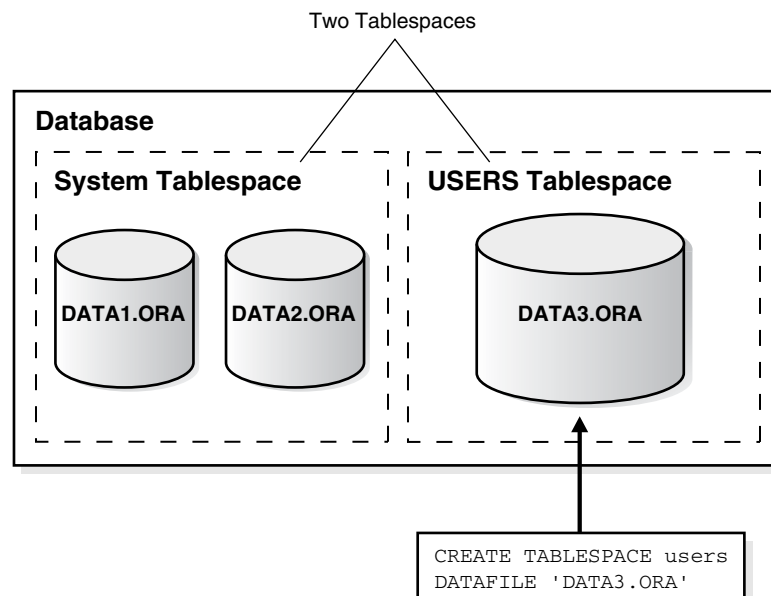 Two Tablespaces
Database
System Tablespace
USERS Tablespace
DATA1.ORA
DATA2.ORA
DATA3.ORA
CREATE TABLESPACE users
DATAFILE 'DATA3.ORA'